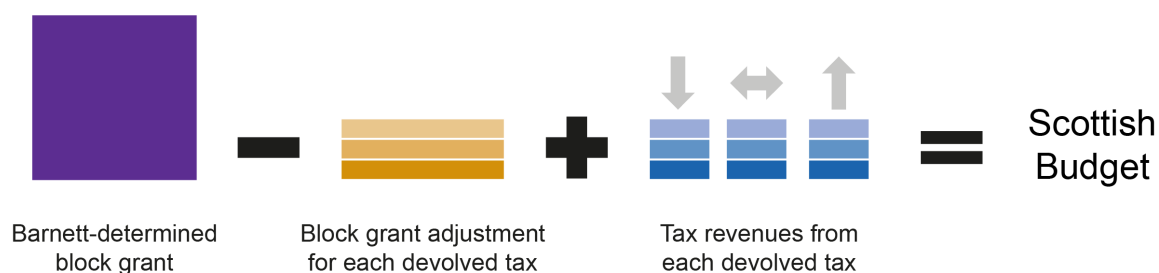 Scottish
Budget
Barnett-determined
block grant
Block grant adjustment
for each devolved tax
Tax revenues from
each devolved tax